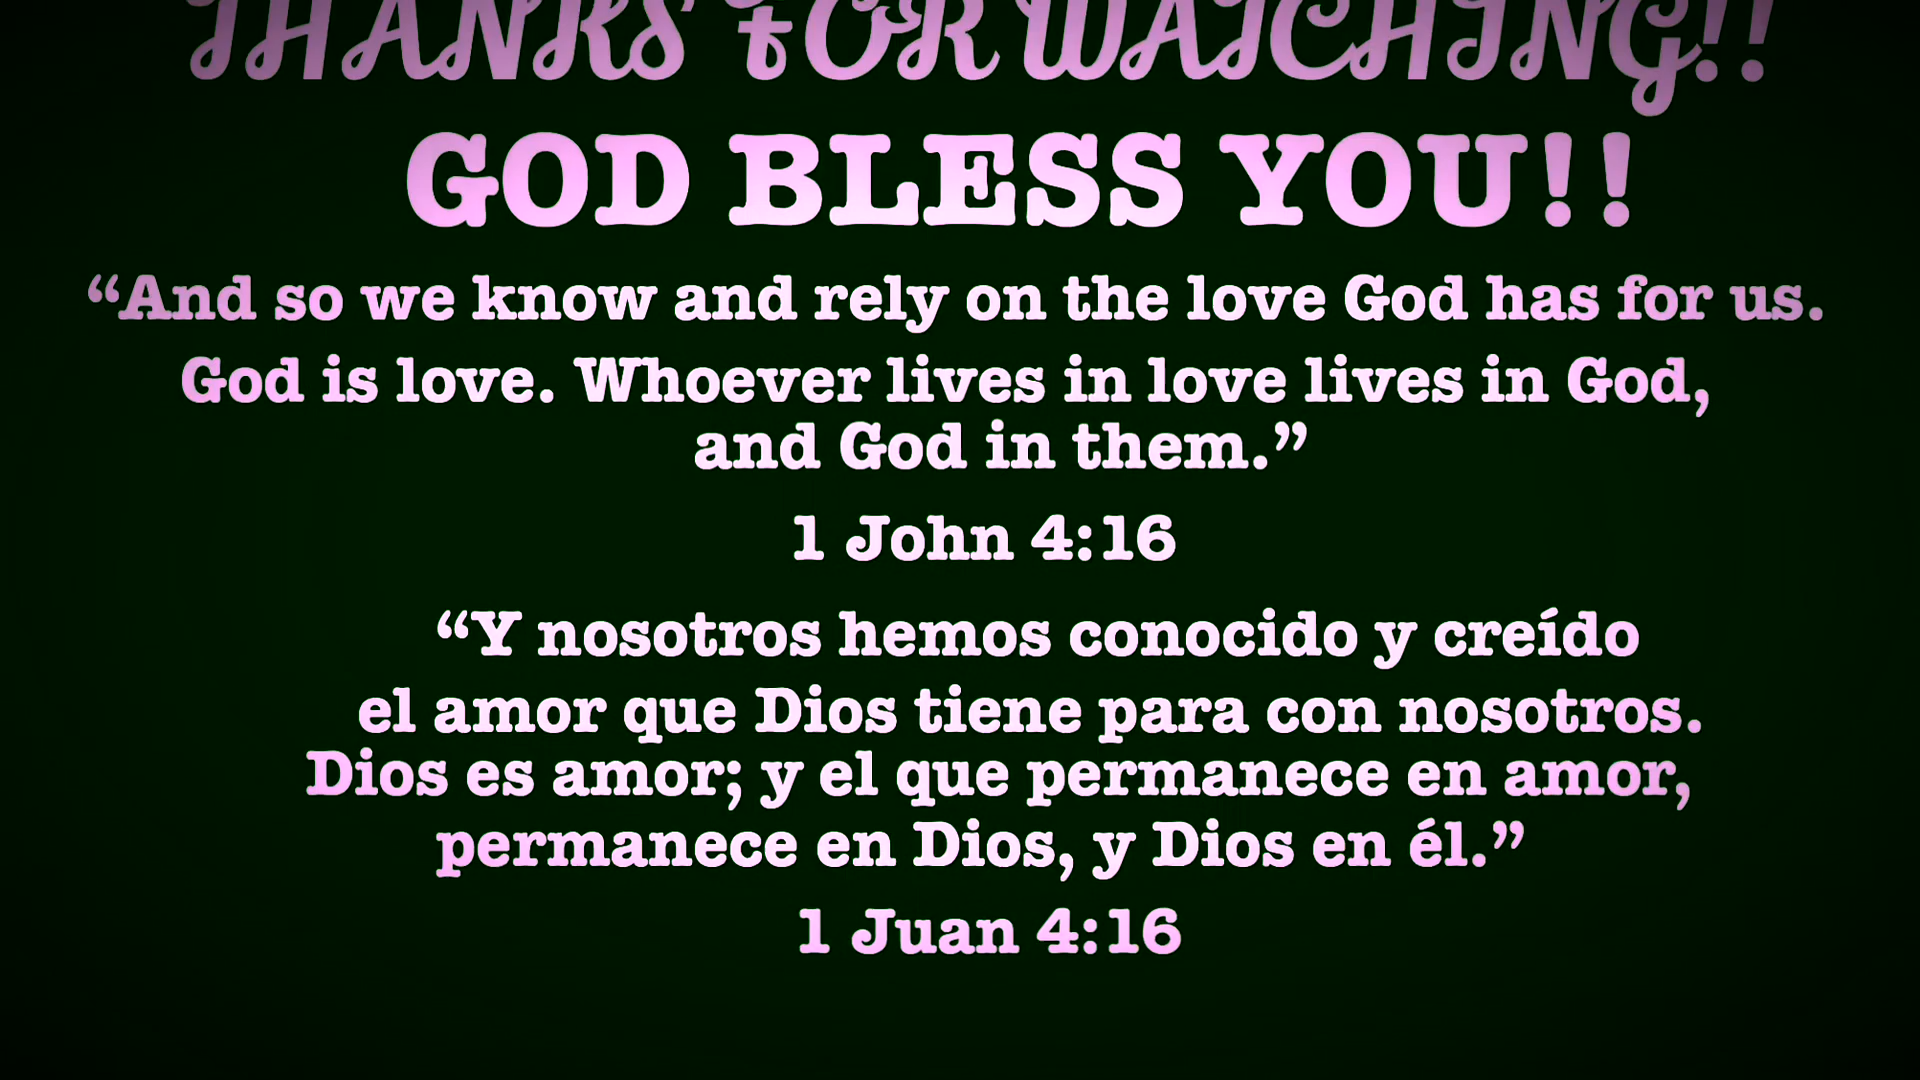 THANKS FOR WATCHING!!
GOD BLESS YOU!!
“And so we know and rely on the love God has for us.
God is love. Whoever lives in love lives in God,
and God in them.”
1 John 4:16
“Y nosotros hemos conocido y creído
el amor que Dios tiene para con nosotros.
Dios es amor; y el que permanece en amor,
permanece en Dios, y Dios en él.”
1 Juan 4:16